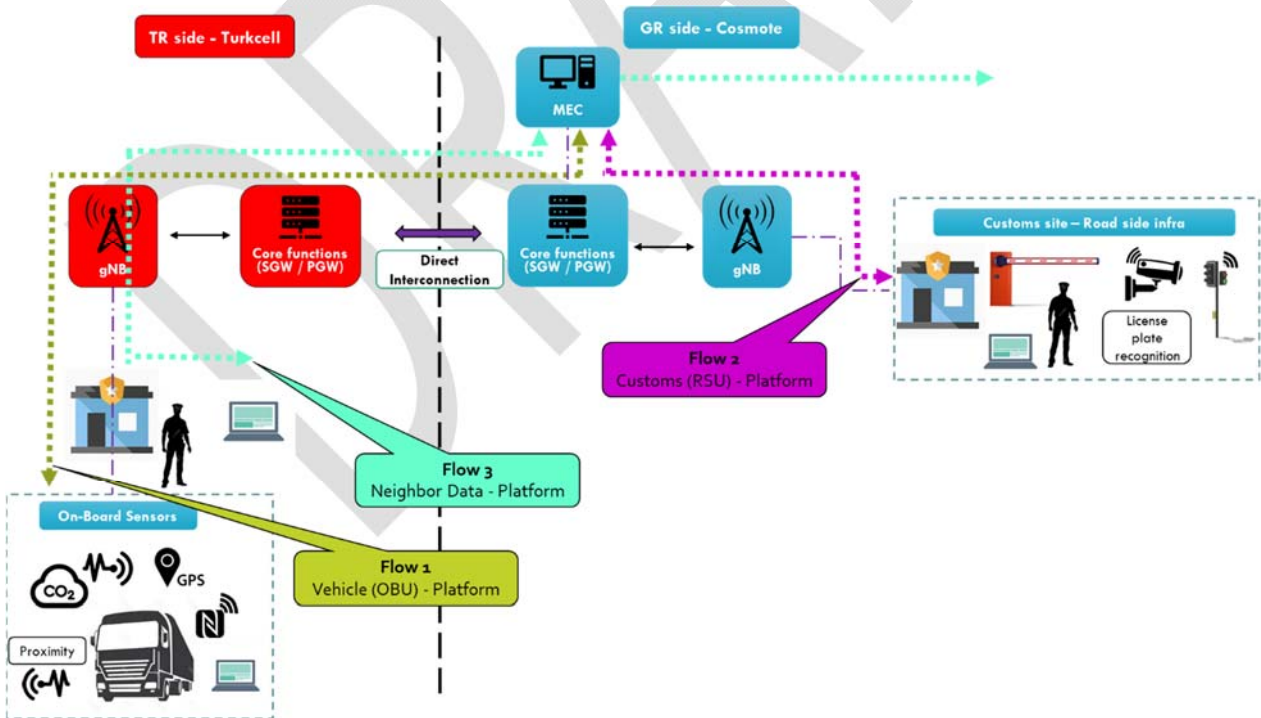 TR side - Turkcell
GR side - Cosmote
MEC
gNB
Core functions
(SGW / PGW)
Direct
Interconnection
Core functions
(SGW / PGW)
gNB
Customs site – Road side infra
License
plate
recognition
Flow 2
Customs (RSU) - Platform
Flow 3
Neighbor Data - Platform
On-Board Sensors
CO2
GPS
N
Proximity
Flow 1
Vehicle (OBU) - Platform
DRA